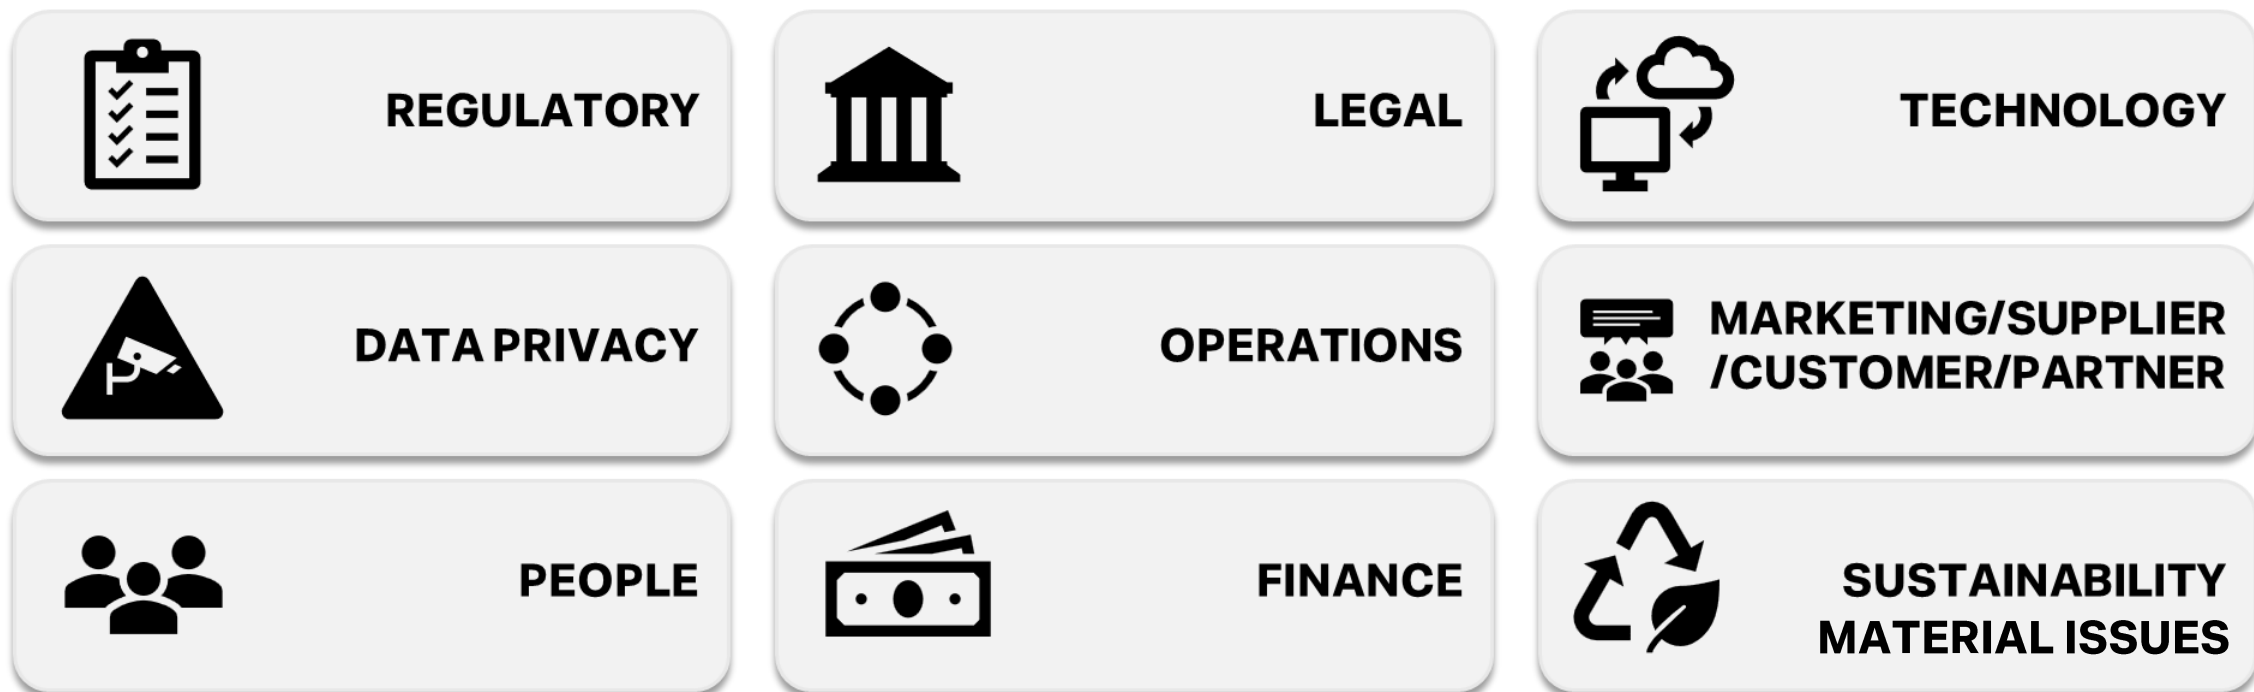 REGULATORY
LEGAL
TECHNOLOGY
DATA PRIVACY
OPERATIONS
MARKETING/SUPPLIER
/CUSTOMER/PARTNER
PEOPLE
FINANCE
SUSTAINABILITY
MATERIAL ISSUES